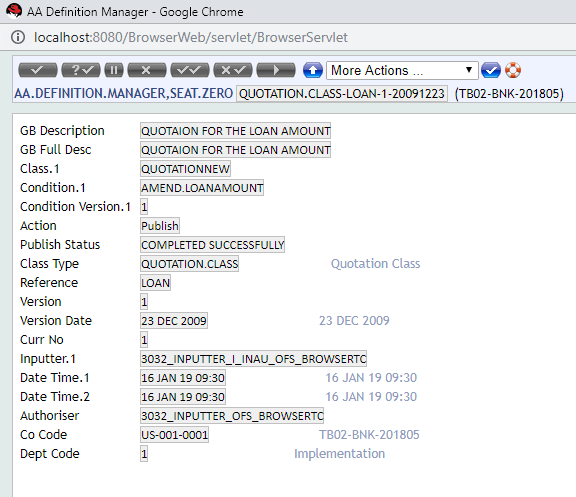 AA Definition Manager - Google Chrome
localhost:8080/BrowserWeb/servlet/BrowserServlet
More Actions ...
AA.DEFINITION.MANAGER,SEAT.ZERO QUOTATION.CLASS-LOAN-1-20091223 (TB02-BNK-201805)
GB Description QUOTAION FOR THE LOAN AMOUNT
GB Full Desc QUOTAION FOR THE LOAN AMOUNT
Class.1 QUOTATIONNEW
Condition.1 AMEND.LOANAMOUNT
Condition Version.1 1
Action Publish
Publish Status COMPLETED SUCCESSFULLY
Class Type QUOTATION.CLASS Quotation Class
Reference LOAN
Version 1
Version Date 23 DEC 2009 23 DEC 2009
Curr No 1
Inputter.1 3032_INPUTTER_I_INAU_OFS_BROWSERTC
Date Time.1 16 JAN 19 09:30 16 JAN 19 09:30
Date Time.2 16 JAN 19 09:30 16 JAN 19 09:30
Authoriser 3032_INPUTTER_OFS_BROWSERTC
Co Code US-001-0001 TB02-BNK-201805
Dept Code 1 Implementation